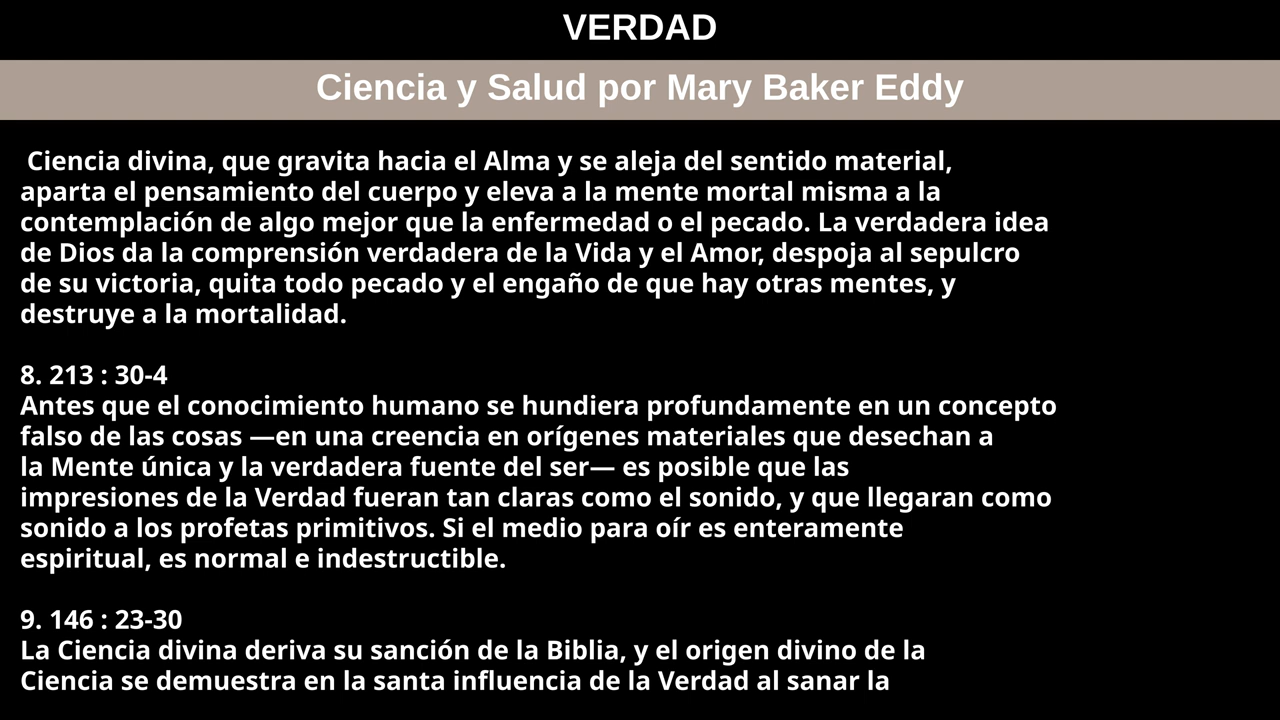 VERDAD
Ciencia y Salud por Mary Baker Eddy
Ciencia divina, que gravita hacia el Alma y se aleja del sentido material,
aparta el pensamiento del cuerpo y eleva a la mente mortal misma a la
contemplación de algo mejor que la enfermedad o el pecado. La verdadera idea
de Dios da la comprensión verdadera de la Vida y el Amor, despoja al sepulcro
de su victoria, quita todo pecado y el engaño de que hay otras mentes, y
destruye a la mortalidad.
8. 213 : 30-4
Antes que el conocimiento humano se hundiera profundamente en un concepto
falso de las cosas —en una creencia en orígenes materiales que desechan a
la Mente única y la verdadera fuente del ser— es posible que las
impresiones de la Verdad fueran tan claras como el sonido, y que llegaran como
sonido a los profetas primitivos. Si el medio para oír es enteramente
espiritual, es normal e indestructible.
9. 146 : 23-30
La Ciencia divina deriva su sanción de la Biblia, y el origen divino de la
Ciencia se demuestra en la santa influencia de la Verdad al sanar la